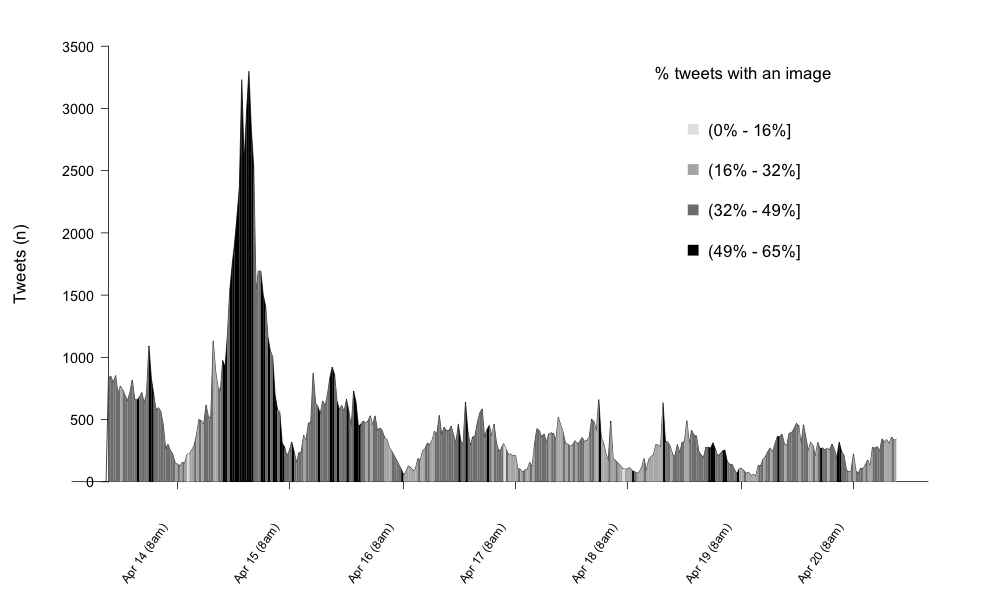 3500
3000
2500
2000
1500
1000
500
0
Tweets (n)
% tweets with an image
(0% - 16%]
(16% - 32%]
(32% - 49%]
(49% - 65%]
Apr 14 (8am)
Apr 15 (8am)
Apr 16 (8am)
Apr 17 (8am)
Apr 18 (8am)
Apr 19 (8am)
Apr 20 (8am)